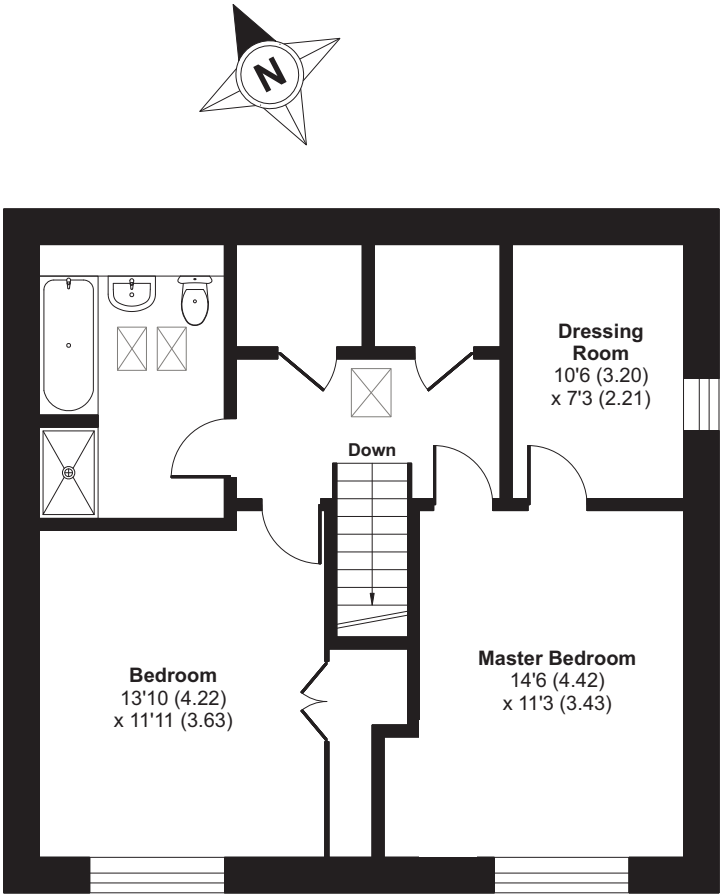 N
Dressing
Room
10'6 (3.20)
x 7'3 (2.21)
Down
Bedroom
13'10 (4.22)
x 11'11 (3.63)
Master Bedroom
14'6 (4.42)
x 11'3 (3.43)